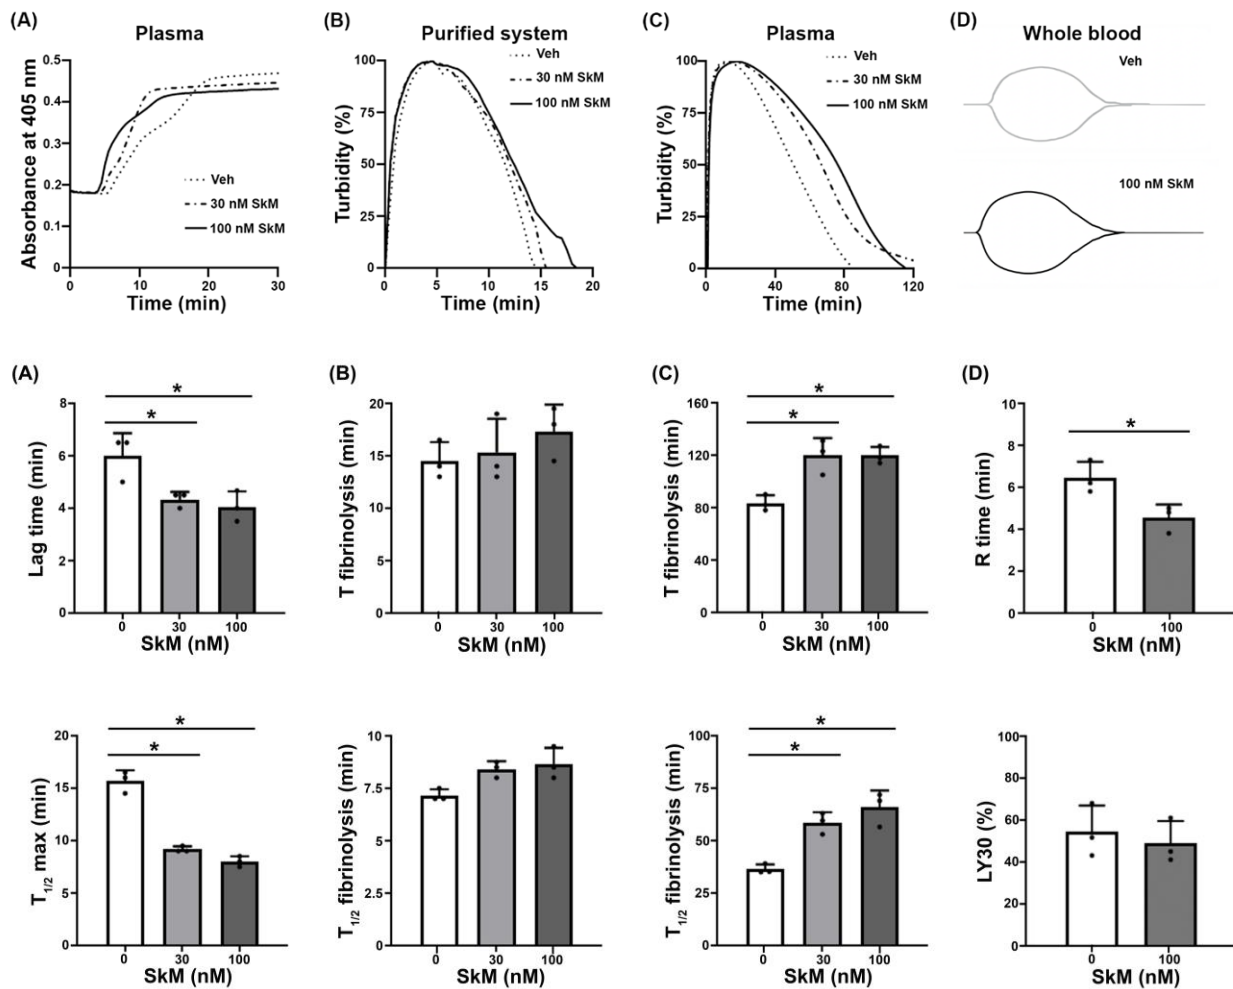 (A)
Plasma
Absorbance at 405 nm
0.5
0.4
0.3
0.2
0.1
0
Veh
30 nM SkM
100 nM SkM
0
10
20
30
Time (min)
(B)
Purified system
Turbidity (%)
100
75
50
25
0
Veh
30 nM SkM
100 nM SkM
0
5
10
15
20
Time (min)
(C)
Plasma
Turbidity (%)
100
75
50
25
0
Veh
30 nM SkM
100 nM SkM
0
40
80
120
Time (min)
(D)
Whole blood
Veh
100 nM SkM
(A)
Lag time (min)
8
6
4
2
0
*
*
0
30
100
SkM (nM)
(B)
T fibrinolysis (min)
20
15
10
15
0
0
30
100
SkM (nM)
(C)
T fibrinolysis (min)
160
120
80
40
0
*
*
0
30
100
SkM (nM)
(D)
R time (min)
10
8
6
4
2
0
*
0
100
SkM (nM)
T1/2 max (min)
20
15
10
5
0
*
*
0
30
100
SkM (nM)
T1/2 fibrinolysis (min)
10
7.5
5
2.5
0
0
30
100
SkM (nM)
T1/2 fibrinolysis (min)
100
75
50
25
0
*
*
0
30
100
SkM (nM)
LY30 (%)
100
80
60
40
20
0
0
100
SkM (nM)